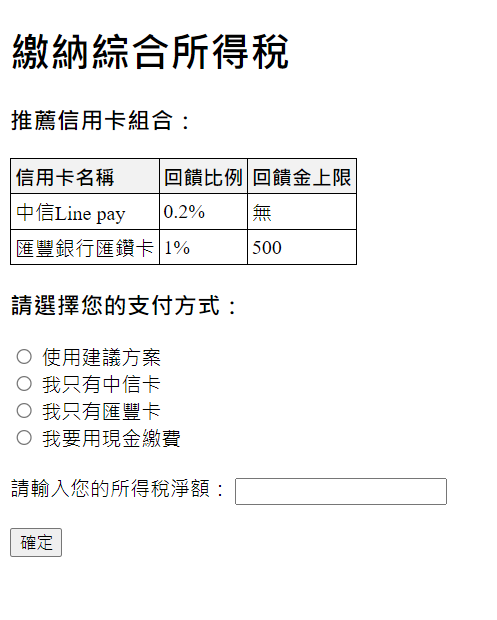 繳納綜合所得稅
推薦信用卡組合：
信用卡名稱 回饋比例 回饋金上限
中信Line pay 0.2% 無
匯豐銀行匯鑽卡 1% 500
請選擇您的支付方式：
使用建議方案
我只有中信卡
我只有匯豐卡
我要用現金繳費
請輸入您的所得稅淨額：
確定